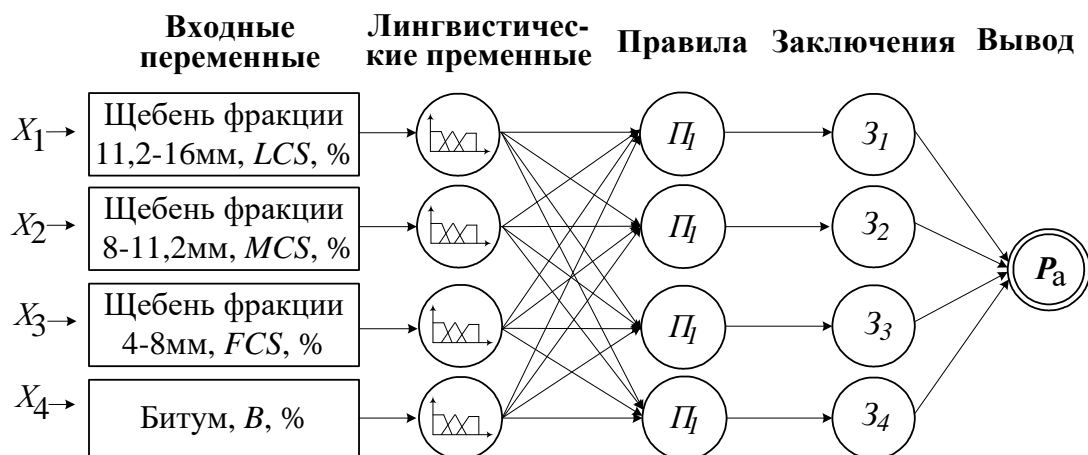 Входные
переменные
Лингвистичес-
кие пременные
Правила
Заключения
Вывод
X1
Щебень фракции
11,2-16мм, LCS, %
П1
З1
X2
Щебень фракции
8-11,2мм, MCS, %
П1
З2
Pa
X3
Щебень фракции
4-8мм, FCS, %
П1
З3
X4
Битум, B, %
П1
З4